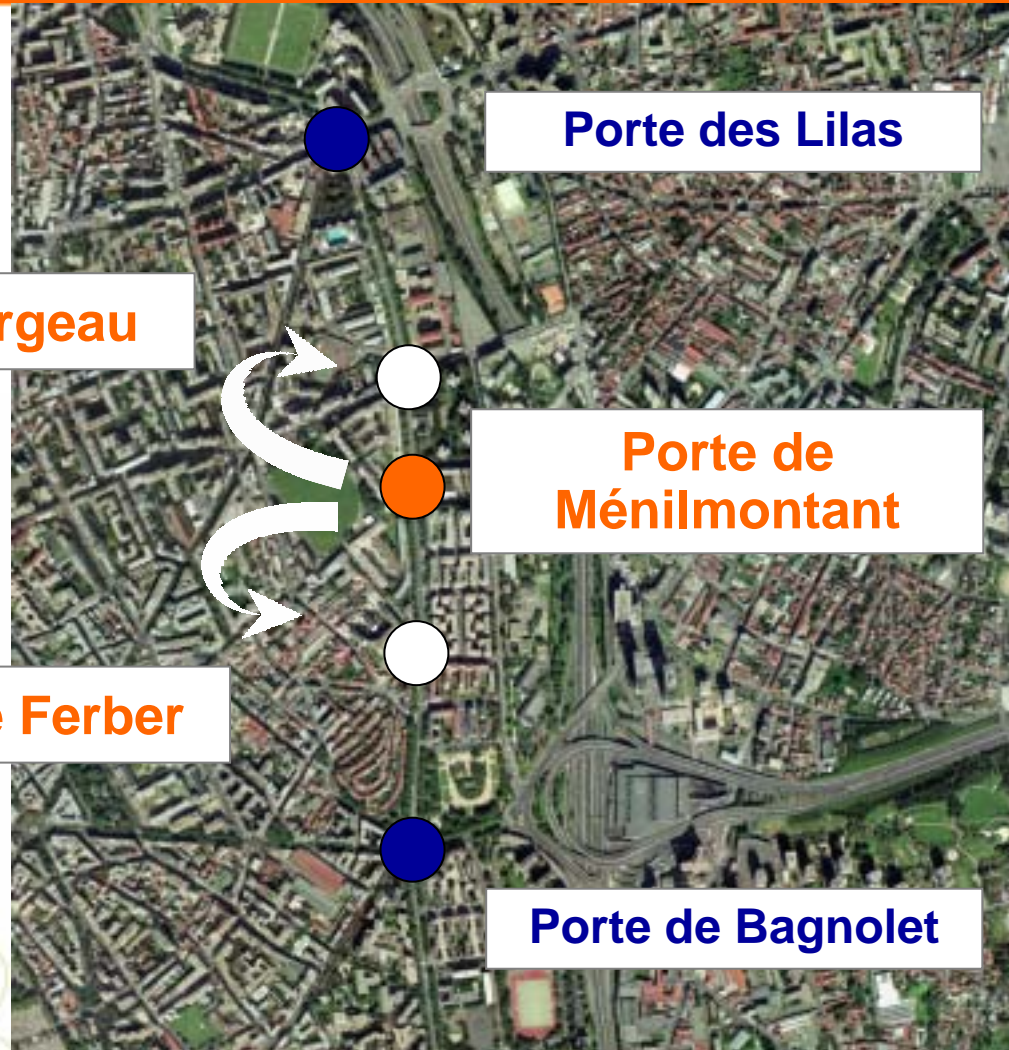 Porte des Lilas
rgeau
Porte de
Ménilmontant
Ferber
Porte de Bagnolet